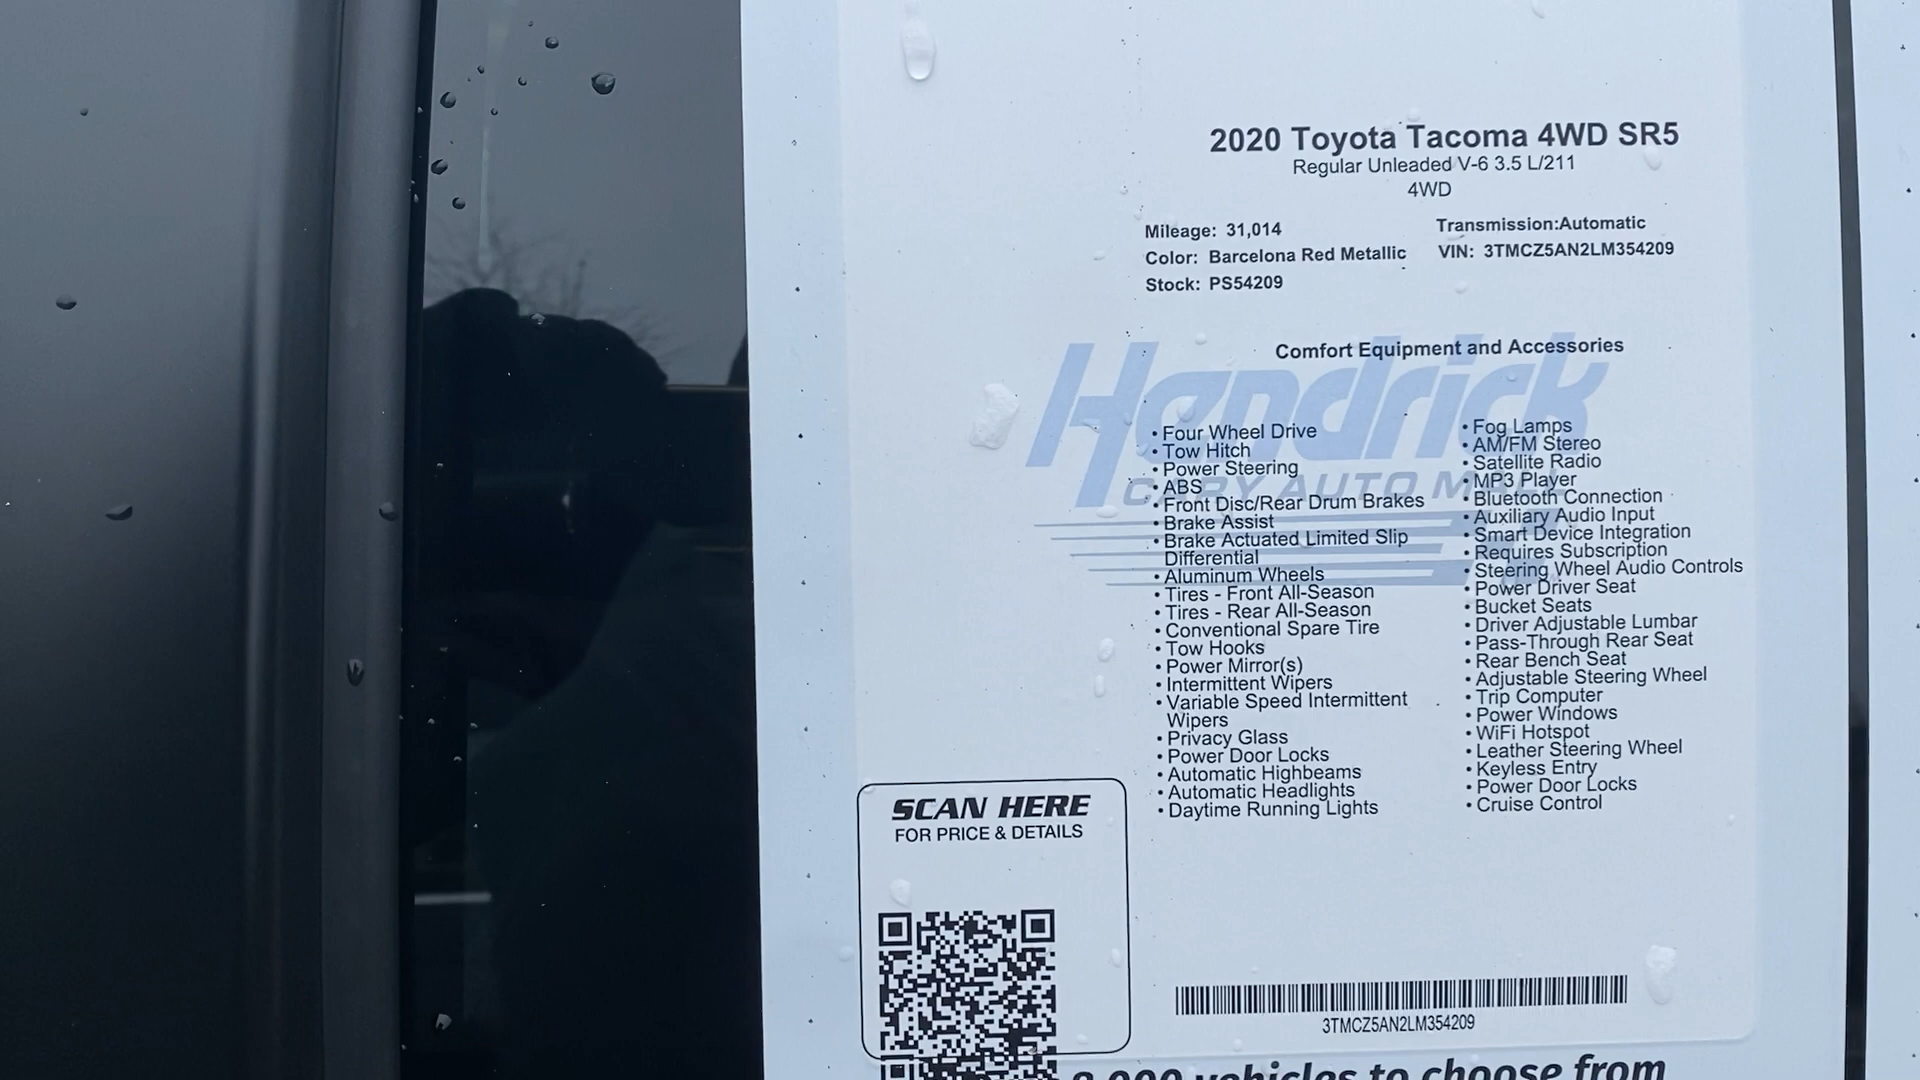 2020 Toyota Tacoma 4WD SR5
Regular Unleaded V-6 3.5 L/211
4WD
Mileage: 31,014
Color: Barcelona Red Metallic
Stock: PS54209
Transmission:Automatic
VIN: 3TMCZ5AN2LM354209
Comfort Equipment and Accessories
Hendrick
CARY AUTO MALL
• Four Wheel Drive
• Tow Hitch
• Power Steering
• ABS
• Front Disc/Rear Drum Brakes
• Brake Assist
• Brake Actuated Limited Slip
Differential
• Aluminum Wheels
• Tires - Front All-Season
• Tires - Rear All-Season
• Conventional Spare Tire
• Tow Hooks
• Power Mirror(s)
• Intermittent Wipers
• Variable Speed Intermittent
Wipers
• Privacy Glass
• Power Door Locks
• Automatic Highbeams
• Automatic Headlights
• Daytime Running Lights
• Fog Lamps
• AM/FM Stereo
• Satellite Radio
• MP3 Player
• Bluetooth Connection
• Auxiliary Audio Input
• Smart Device Integration
• Requires Subscription
• Steering Wheel Audio Controls
• Power Driver Seat
• Bucket Seats
• Driver Adjustable Lumbar
• Pass-Through Rear Seat
• Rear Bench Seat
• Adjustable Steering Wheel
• Trip Computer
• Power Windows
• WiFi Hotspot
• Leather Steering Wheel
• Keyless Entry
• Power Door Locks
• Cruise Control
SCAN HERE
FOR PRICE & DETAILS
3TMCZ5AN2LM354209
vehicles to choose from